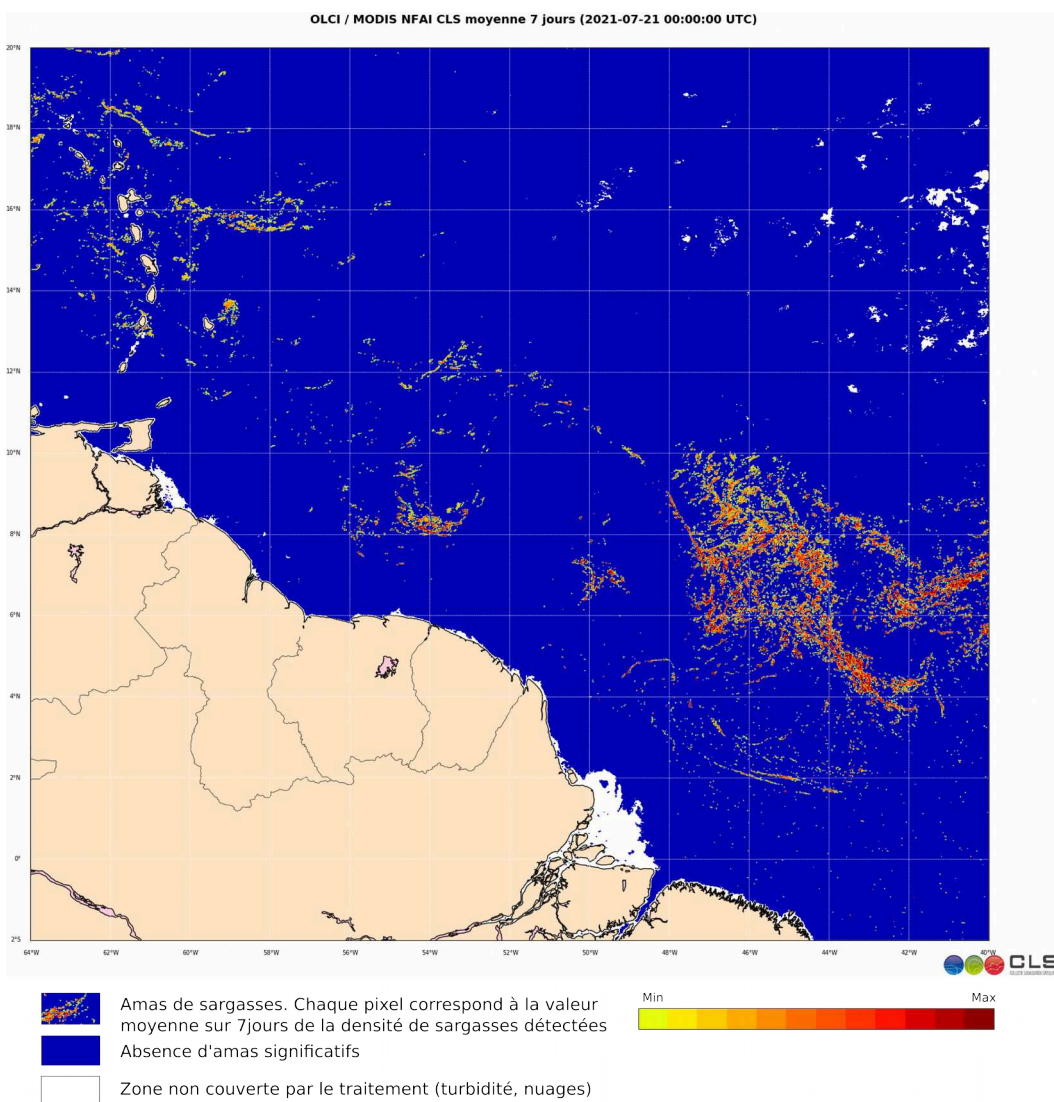 OLCI / MODIS NFAI CLS moyenne 7 jours (2021-07-21 00:00:00 UTC)
20°N
18°N
16°N
14°N
12°N
10°N
8°N
6°N
4°N
2°N
0°
2°S
64°W 62°W 60°W 58°W 56°W 54°W 52°W 50°W 48°W 46°W 44°W 42°W 40°W
CLS
Amas de sargasses. Chaque pixel correspond à la valeur
moyenne sur 7jours de la densité de sargasses détectées
Min Max
Absence d'amas significatifs
Zone non couverte par le traitement (turbidité, nuages)